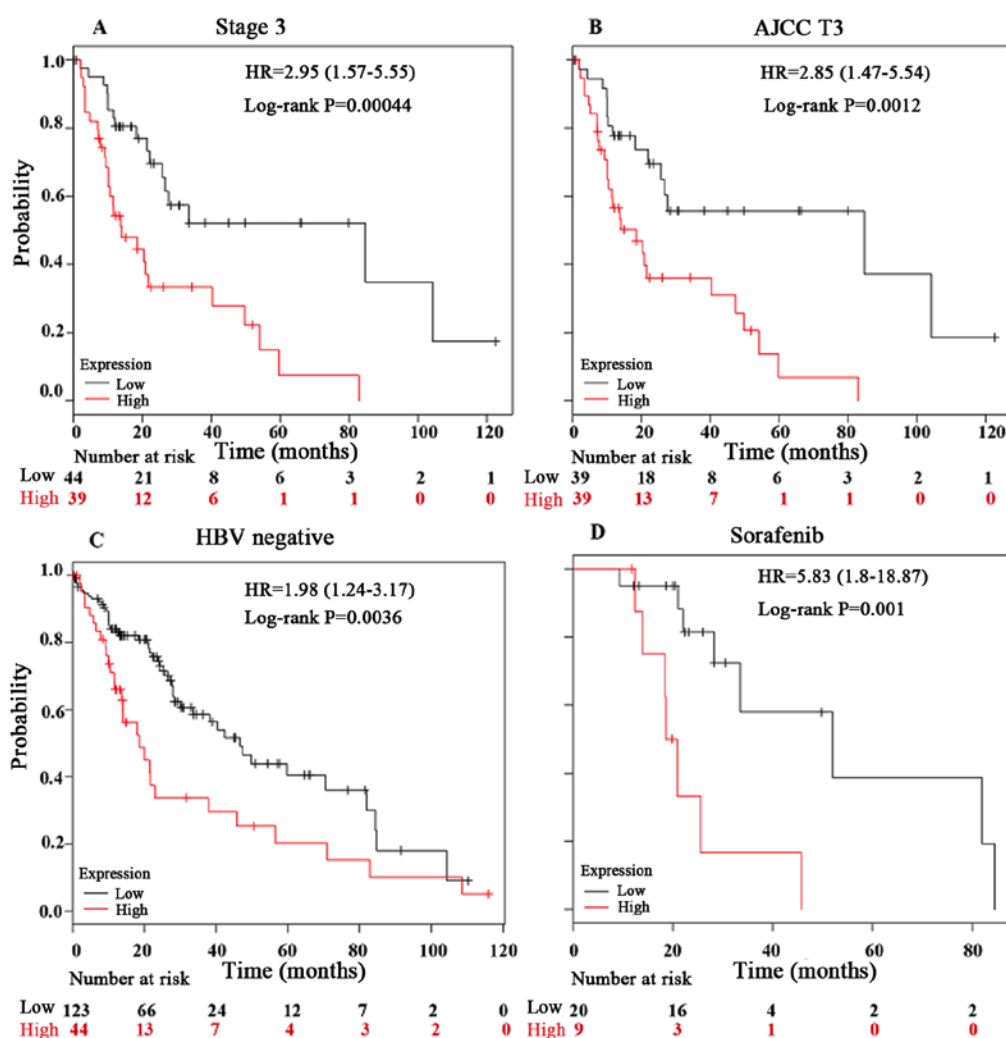 A
Stage 3
1.0
0.8
0.6
0.4
0.2
0.0
Probability
HR=2.95 (1.57-5.55)
Log-rank P=0.00044
Expression
Low
High
0 20 40 60 80 100 120
Number at risk
Time (months)
Low 44 21 8 6 3 2 1
High 39 12 6 1 1 0 0
B
AJCC T3
HR=2.85 (1.47-5.54)
Log-rank P=0.0012
Expression
Low
High
0 20 40 60 80 100 120
Number at risk
Time (months)
Low 39 18 8 6 3 2 1
High 39 13 7 1 1 0 0
C
HBV negative
1.0
0.8
0.6
0.4
0.2
0.0
Probability
HR=1.98 (1.24-3.17)
Log-rank P=0.0036
Expression
Low
High
0 20 40 60 80 100 120
Number at risk
Time (months)
Low 123 66 24 12 7 2 0
High 44 13 7 4 3 2 0
D
Sorafenib
HR=5.83 (1.8-18.87)
Log-rank P=0.001
Expression
Low
High
0 20 40 60 80
Number at risk
Time (months)
Low 20 16 4 2 2
High 9 3 1 0 0